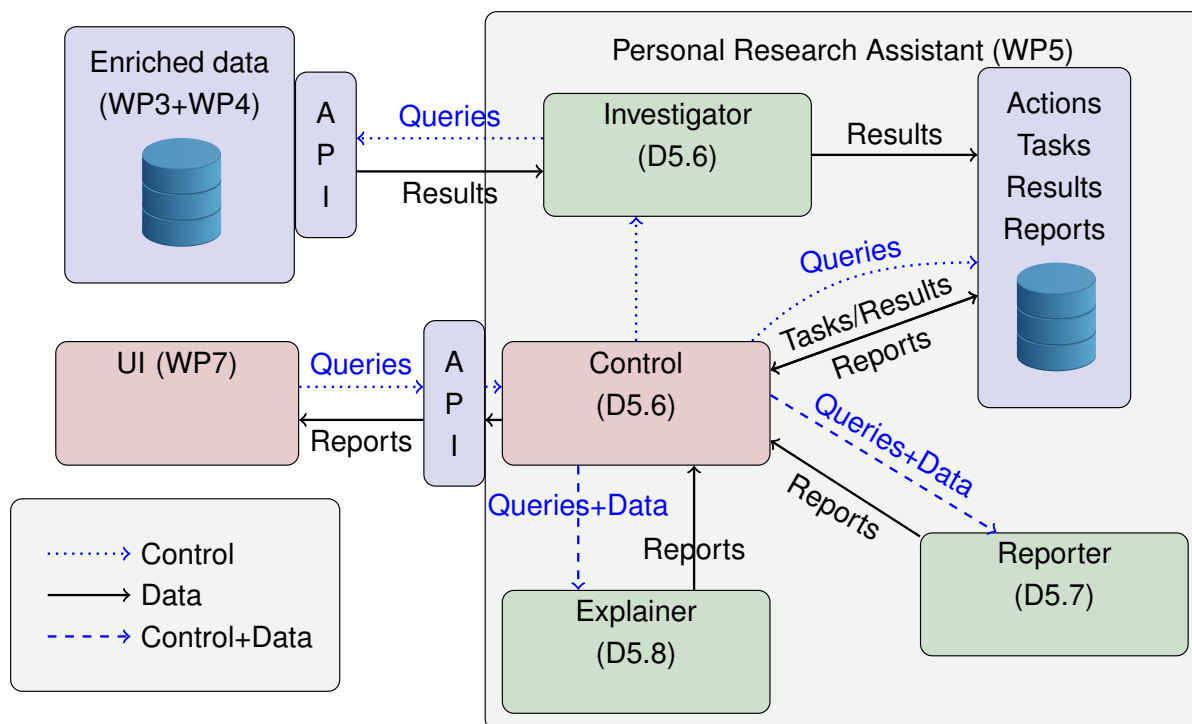 Personal Research Assistant (WP5)
Enriched data
(WP3+WP4)
A
P
I
Queries
Results
Investigator
(D5.6)
Results
Actions
Tasks
Results
Reports
Queries
Tasks/Results
Reports
UI (WP7)
Queries
Reports
A
P
I
Control
(D5.6)
Queries+Data
Reports
Queries+Data
Reports
Control
Data
Control+Data
Explainer
(D5.8)
Reporter
(D5.7)